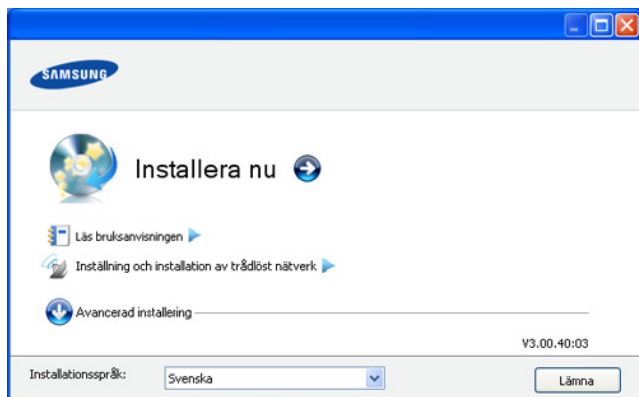 SAMSUNG
Installera nu
Läs bruksanvisningen
Inställning och installation av trådlöst nätverk
Avancerad installering
V3.00.40:03
Installationsspråk:
Svenska
Lämna